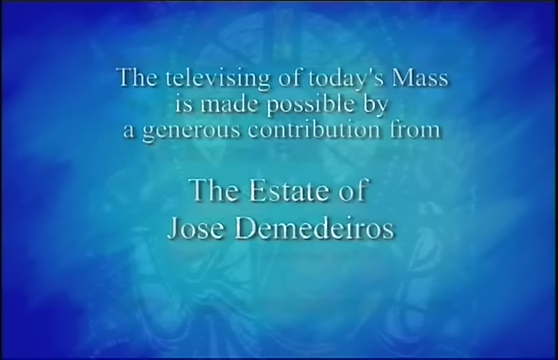 The televising of today's Mass
is made possible by
a generous contribution from
The Estate of
Jose Demedeiros